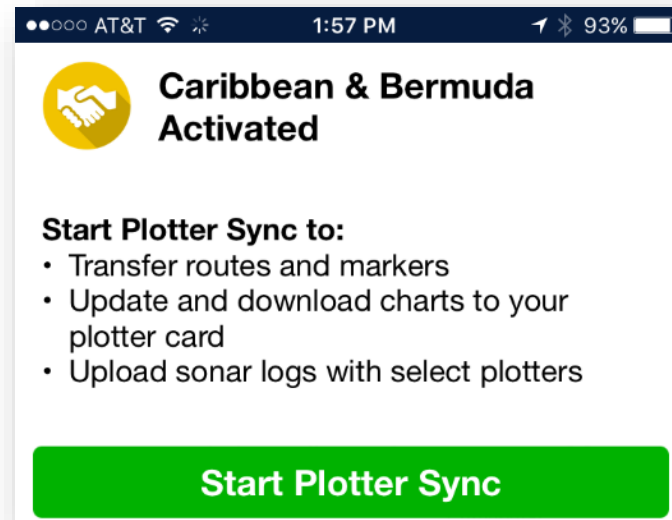 ●●○○○ AT&T 1:57 PM 93%
Caribbean & Bermuda
Activated
Start Plotter Sync to:
• Transfer routes and markers
• Update and download charts to your
plotter card
• Upload sonar logs with select plotters
Start Plotter Sync